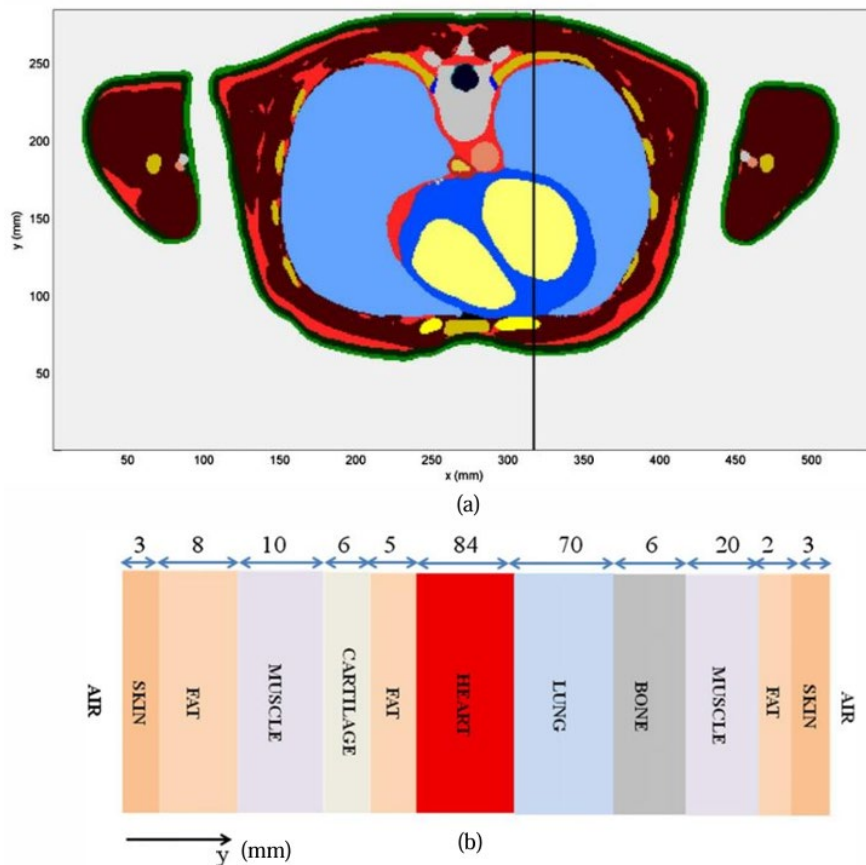 250
200
150
100
50
y (mm)
50 100 150 200 250 300 350 400 450 500
x (mm)
(a)
3 8 10 6 5 84 70 6 20 2 3
AIR SKIN FAT MUSCLE CARTILAGE FAT HEART LUNG BONE MUSCLE FAT SKIN AIR
y (mm)
(b)